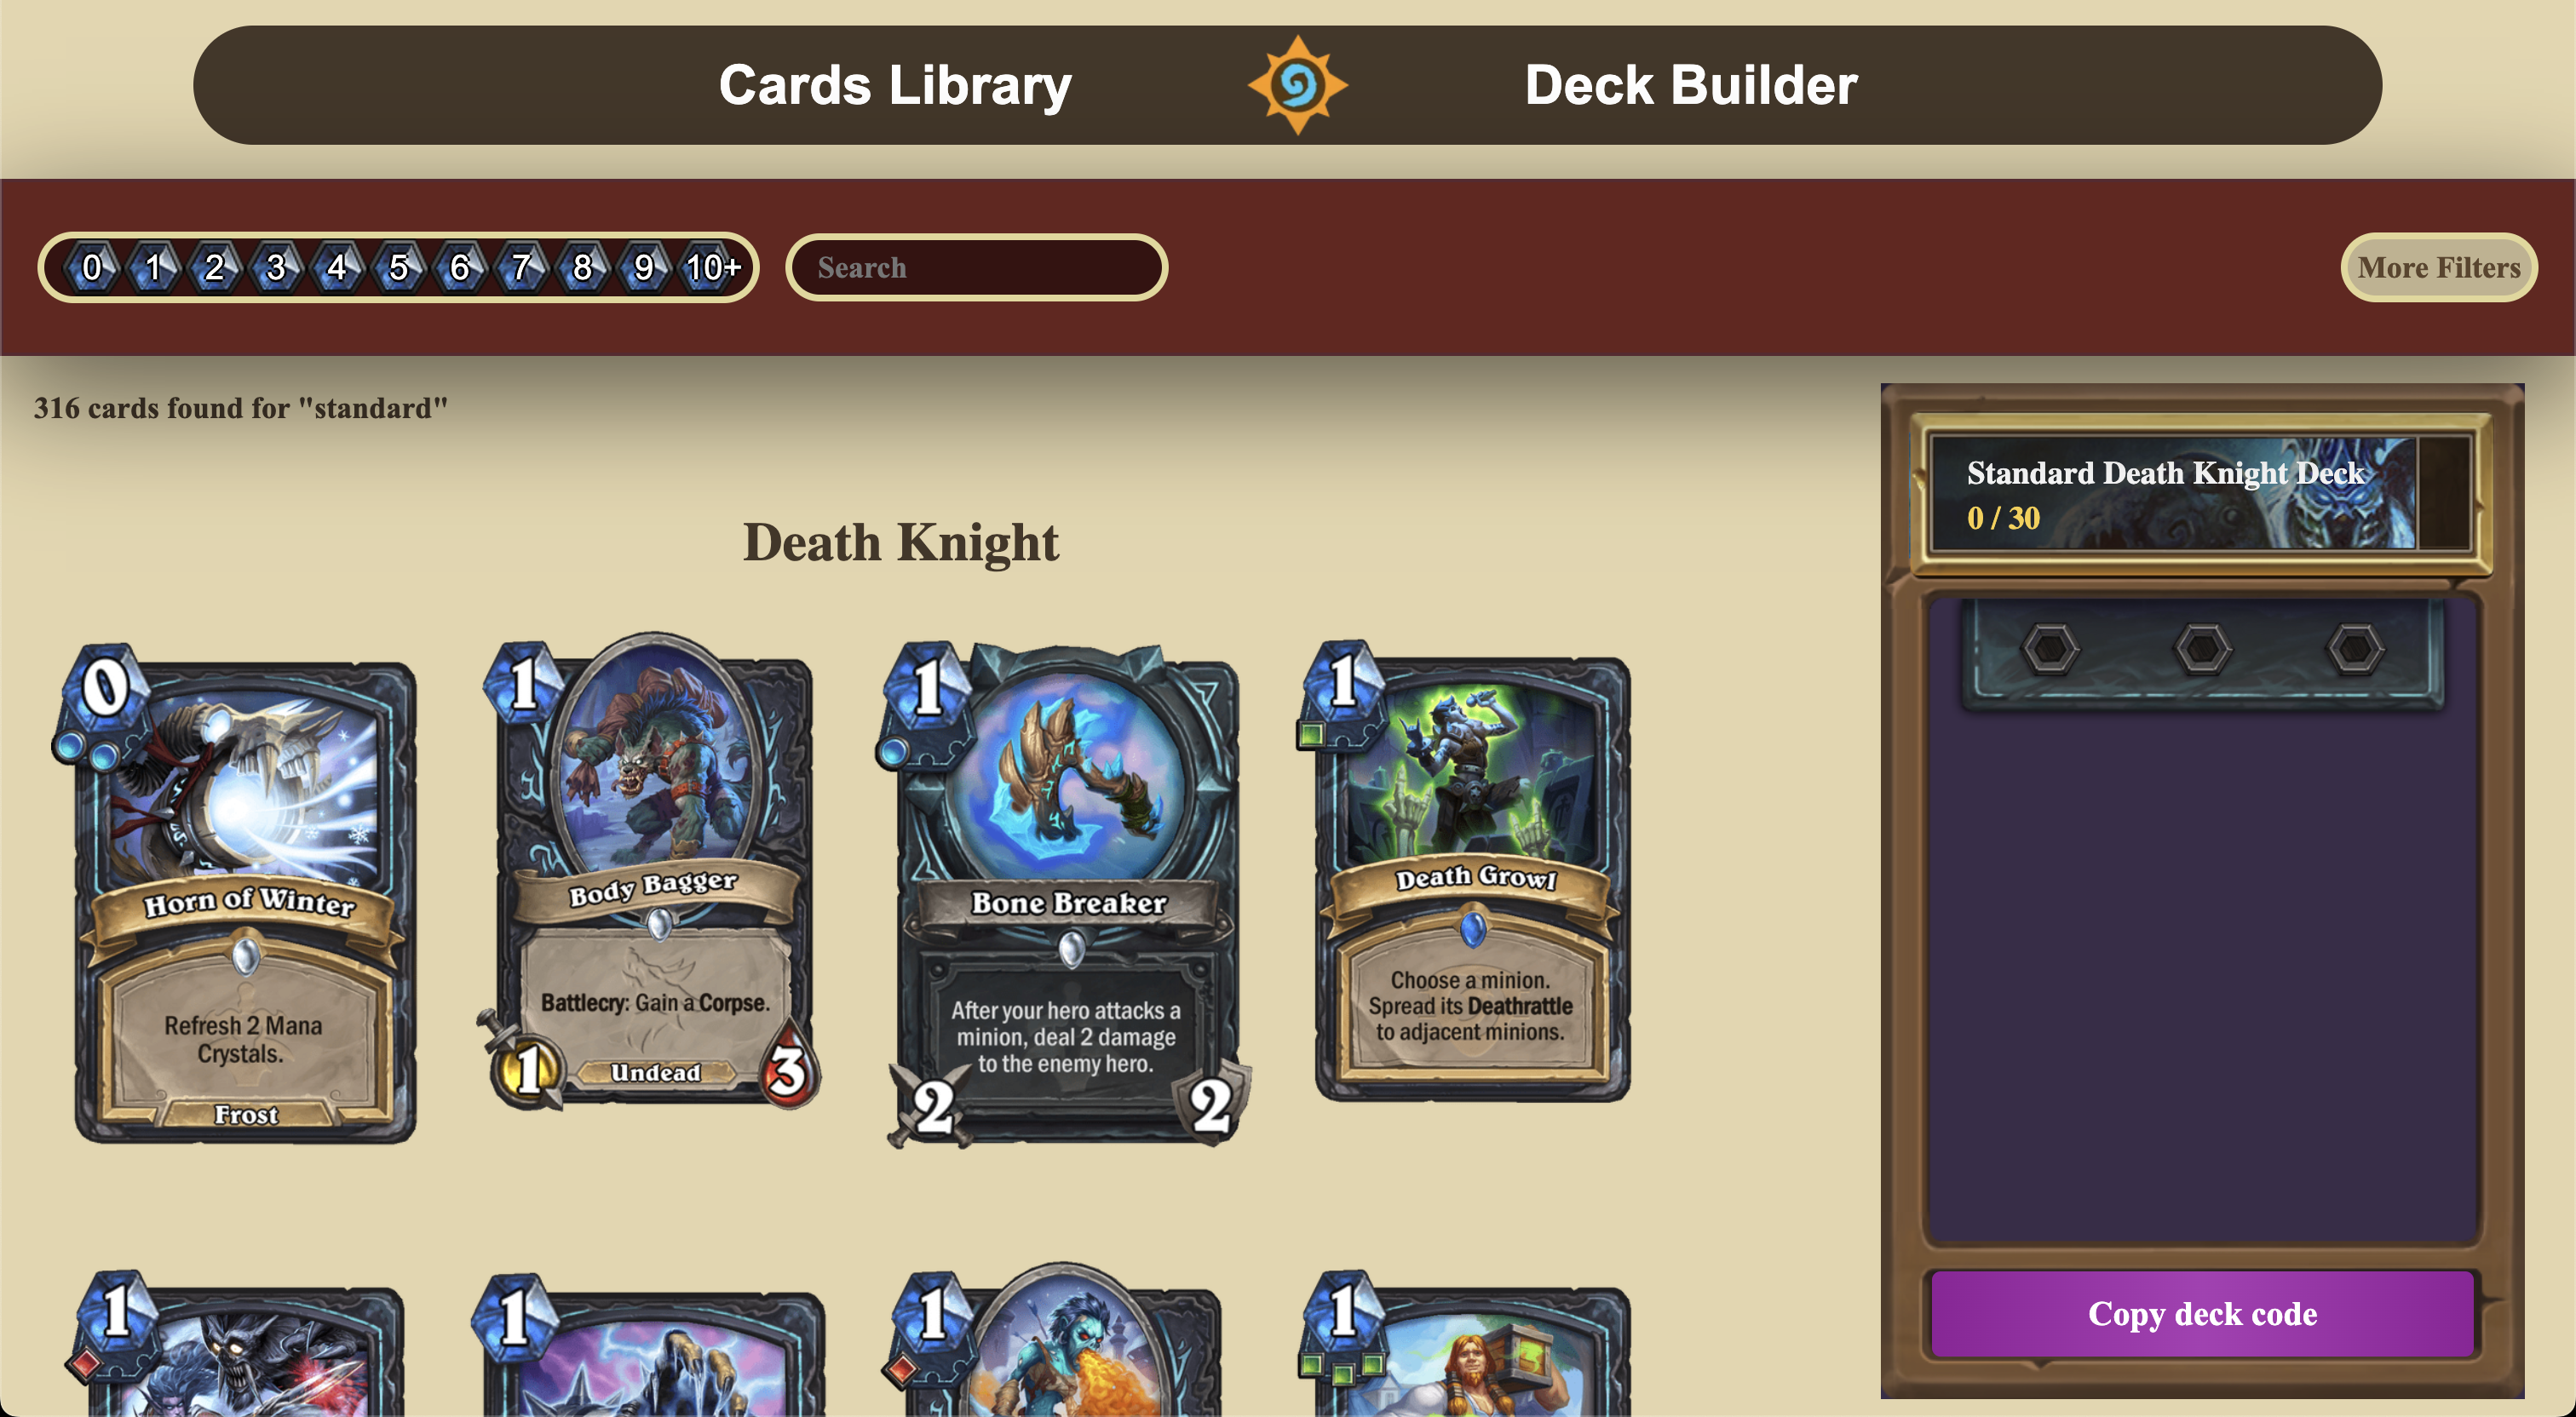 Cards Library
Deck Builder
0 1 2 3 4 5 6 7 8 9 10+
Search
More Filters
316 cards found for "standard"
Standard Death Knight Deck
0 / 30
Death Knight
0
Horn of Winter
Refresh 2 Mana
Crystals.
Frost
1
Body Bagger
Battlecry: Gain a Corpse.
1
Undead
3
1
Bone Breaker
After your hero attacks a
minion, deal 2 damage
to the enemy hero.
2
2
1
Death Growl
Choose a minion.
Spread its Deathrattle
to adjacent minions.
1
1
1
1
Copy deck code